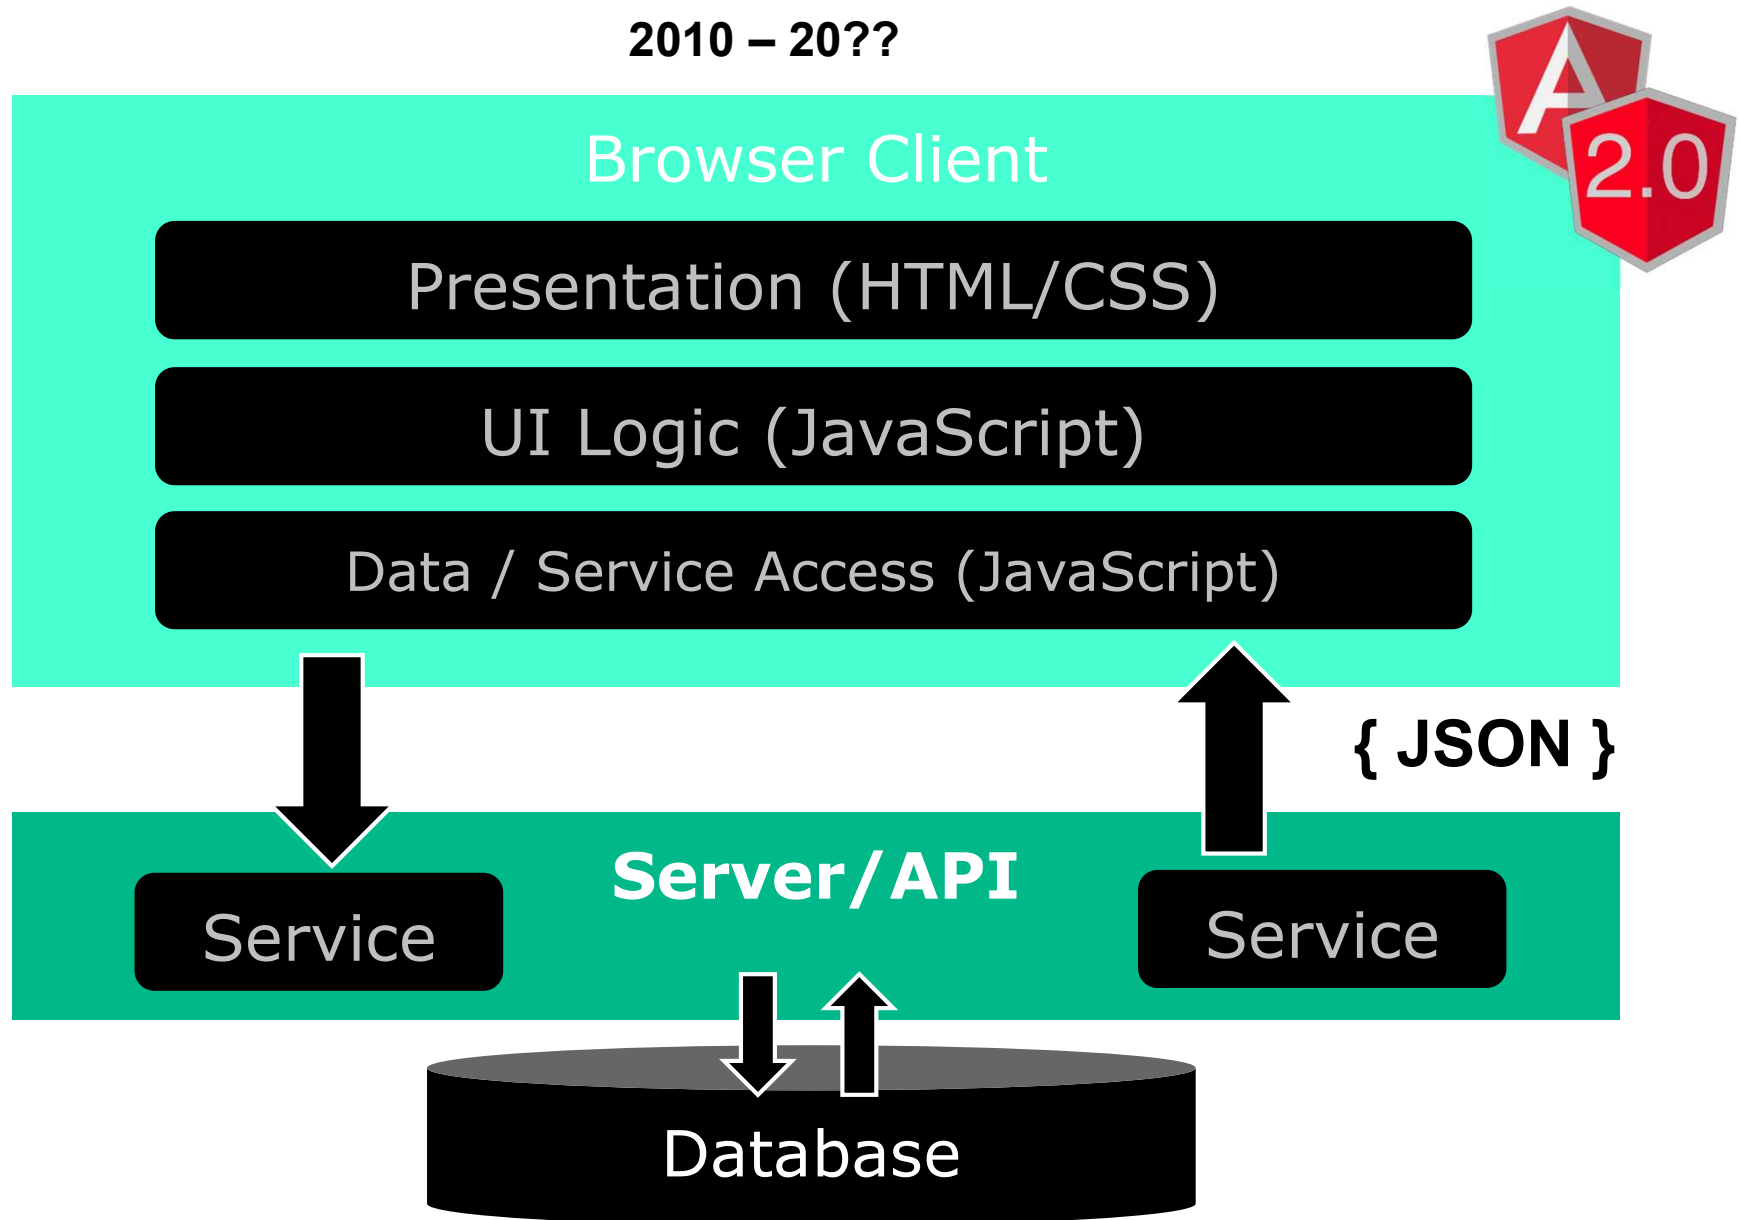 2010 – 20??
A
2.0
Browser Client
Presentation (HTML/CSS)
UI Logic (JavaScript)
Data / Service Access (JavaScript)
{ JSON }
Server/API
Service
Service
Database